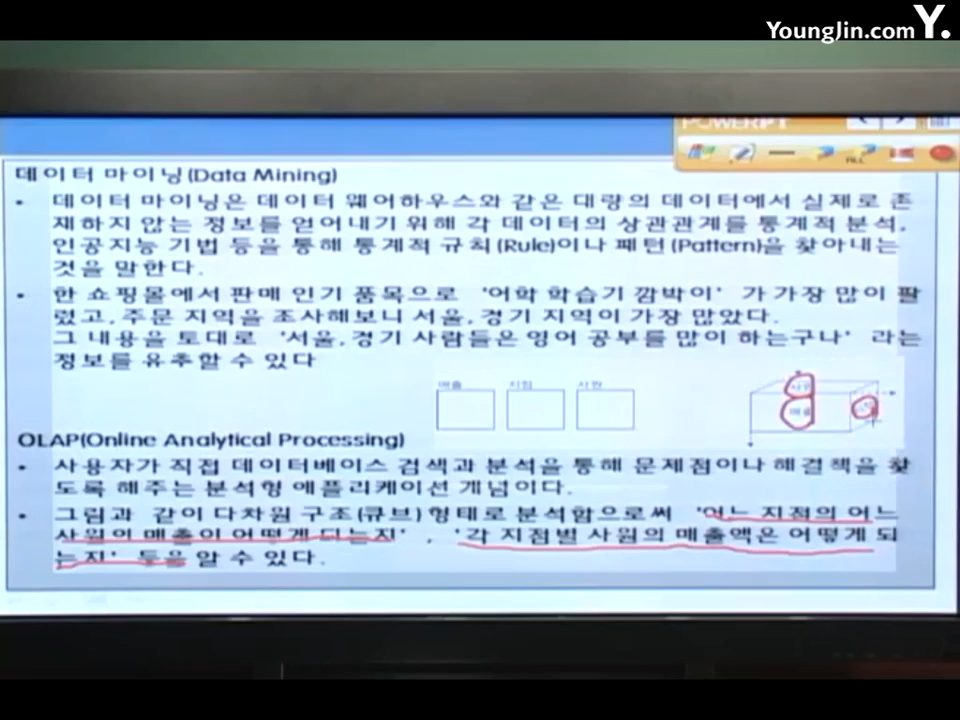 YoungJin.com Y.
POWERPT
데이터 마이닝(Data Mining)
• 데이터 마이닝은 데이터 웨어하우스와 같은 대량의 데이터에서 실제로 존
재하지 않는 정보를 얻어내기 위해 각 데이터의 상관관계를 통계적 분석,
인공지능 기법 등을 통해 통계적 규칙(Rule)이나 패턴(Pattern)을 찾아내는
것을 말한다.
• 한 쇼핑몰에서 판매 인기 품목으로 '어학 학습기 깜박이' 가 가장 많이 팔
렸고, 주문 지역을 조사해보니 서울, 경기 지역이 가장 많았다.
그 내용을 토대로 '서울, 경기 사람들은 영어 공부를 많이 하는구나' 라는
정보를 유추할 수 있다
매출 지점 사원
매출
OLAP(Online Analytical Processing)
• 사용자가 직접 데이터베이스 검색과 분석을 통해 문제점이나 해결책을 찾
도록 해주는 분석형 애플리케이션 개념이다.
• 그림과 같이 다차원 구조(큐브) 형태로 분석함으로써 '어느 지점의 어느
사원의 매출이 어떻게 되는지' , '각 지점별 사원의 매출액은 어떻게 되
는지' 등을 알 수 있다.